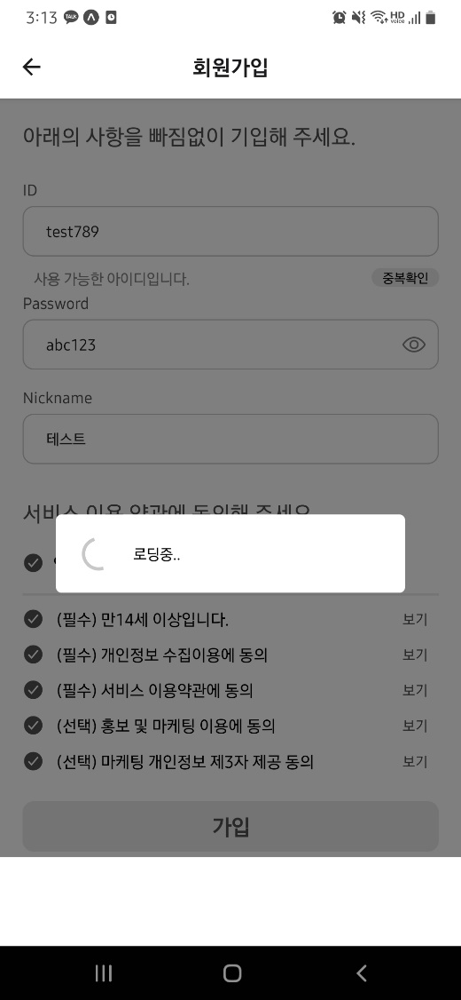 3:13 TALK HD voice
회원가입
아래의 사항을 빠짐없이 기입해 주세요.
ID
test789
사용 가능한 아이디입니다. 중복확인
Password
abc123
Nickname
테스트
서비스 이용 약관에 동의해 주세요
로딩중..
(필수) 만14세 이상입니다. 보기
(필수) 개인정보 수집이용에 동의 보기
(필수) 서비스 이용약관에 동의 보기
(선택) 홍보 및 마케팅 이용에 동의 보기
(선택) 마케팅 개인정보 제3자 제공 동의 보기
가입